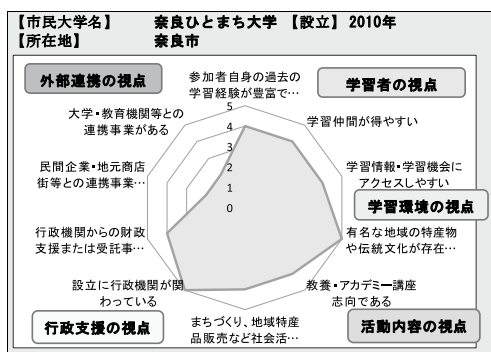 【市民大学名】 奈良ひとまち大学 【設立】 2010年
【所在地】 奈良市
外部連携の視点
参加者自身の過去の
学習経験が豊富で…
学習者の視点
大学・教育機関等との
連携事業がある
学習仲間が得やすい
民間企業・地元商店
街等との連携事業…
学習情報・学習機会に
アクセスしやすい
学習環境の視点
行政機関からの財政
支援または受託事…
有名な地域の特産物
や伝統文化が存在…
設立に行政機関が関
わっている
教養・アカデミー講座
志向である
行政支援の視点
まちづくり、地域特産
品販売など社会活…
活動内容の視点
5
4
3
2
1
0